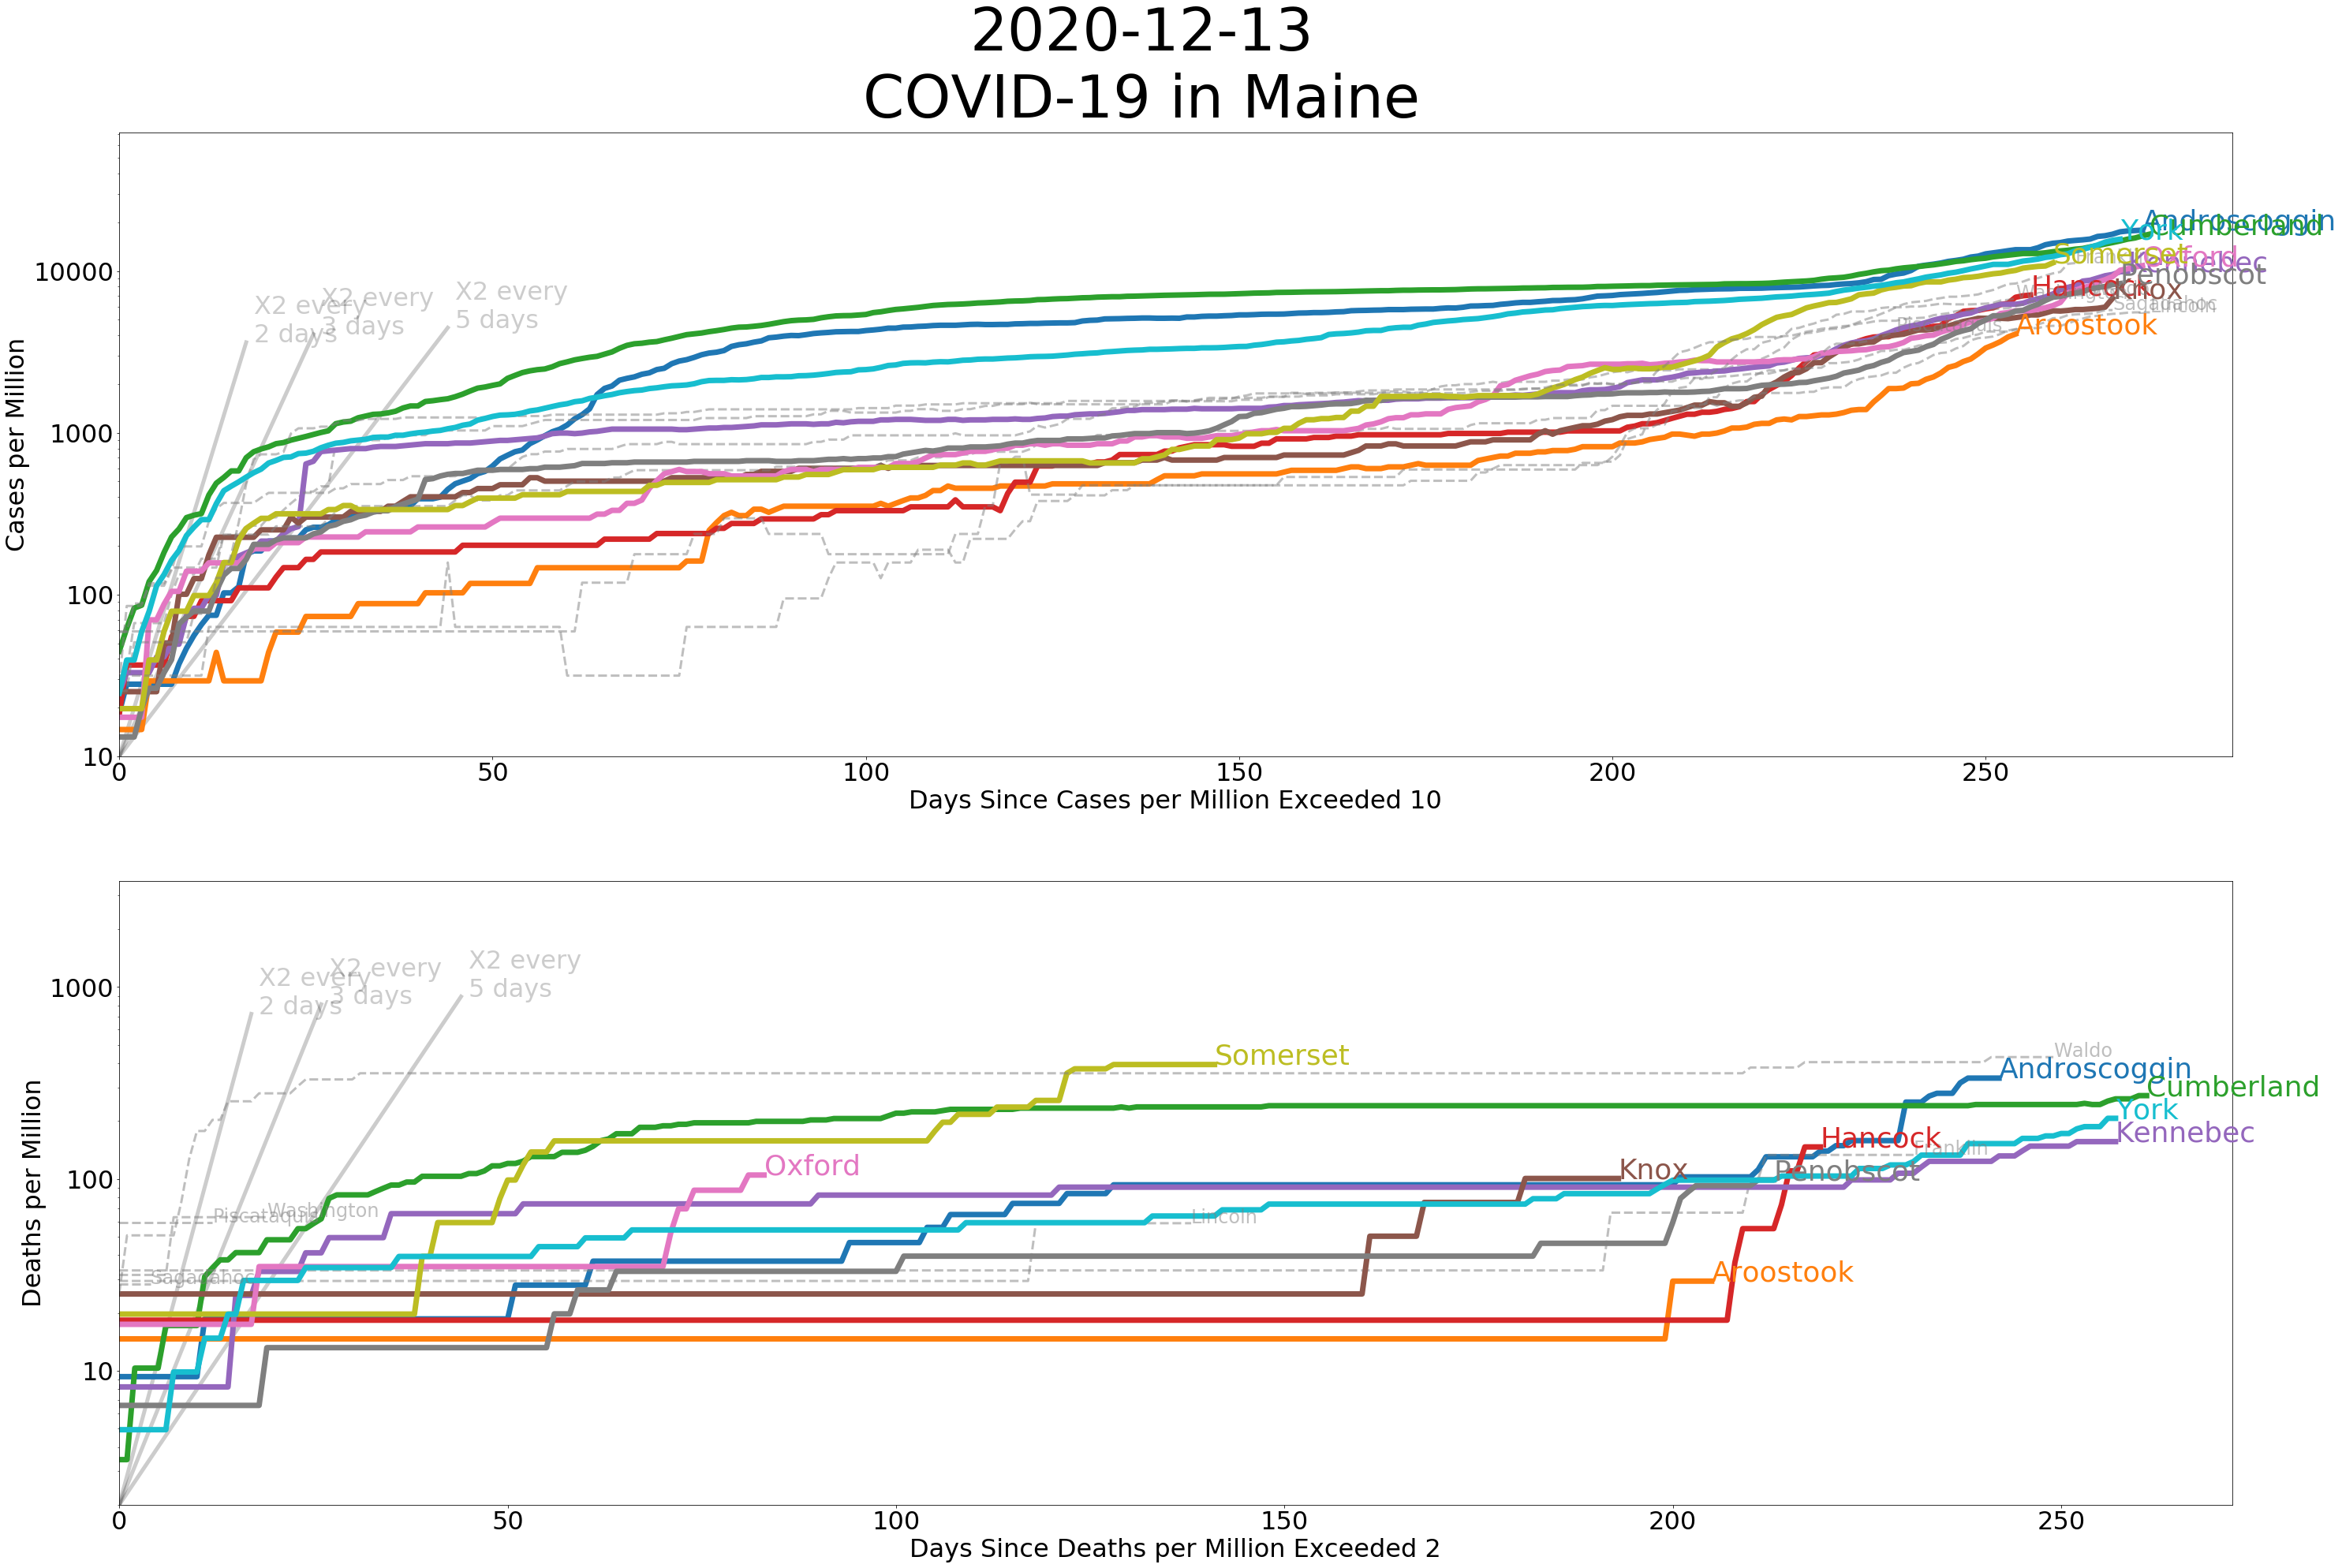 2020-12-13
COVID-19 in Maine
Cases per Million
10000
1000
100
10
X2 every
2 days
X2 every
3 days
X2 every
5 days
Androscoggin
Cumberland
York
Somerset
Oxford
Kennebec
Penobscot
Hancock
Knox
Sagadahoc
Lincoln
Aroostook
0
50
100
150
200
250
Days Since Cases per Million Exceeded 10
Deaths per Million
1000
100
10
X2 every
2 days
X2 every
3 days
X2 every
5 days
Somerset
Waldo
Androscoggin
Cumberland
York
Kennebec
Hancock
Franklin
Oxford
Knox
Penobscot
Washington
Piscataquis
Lincoln
Sagadahoc
Aroostook
0
50
100
150
200
250
Days Since Deaths per Million Exceeded 2